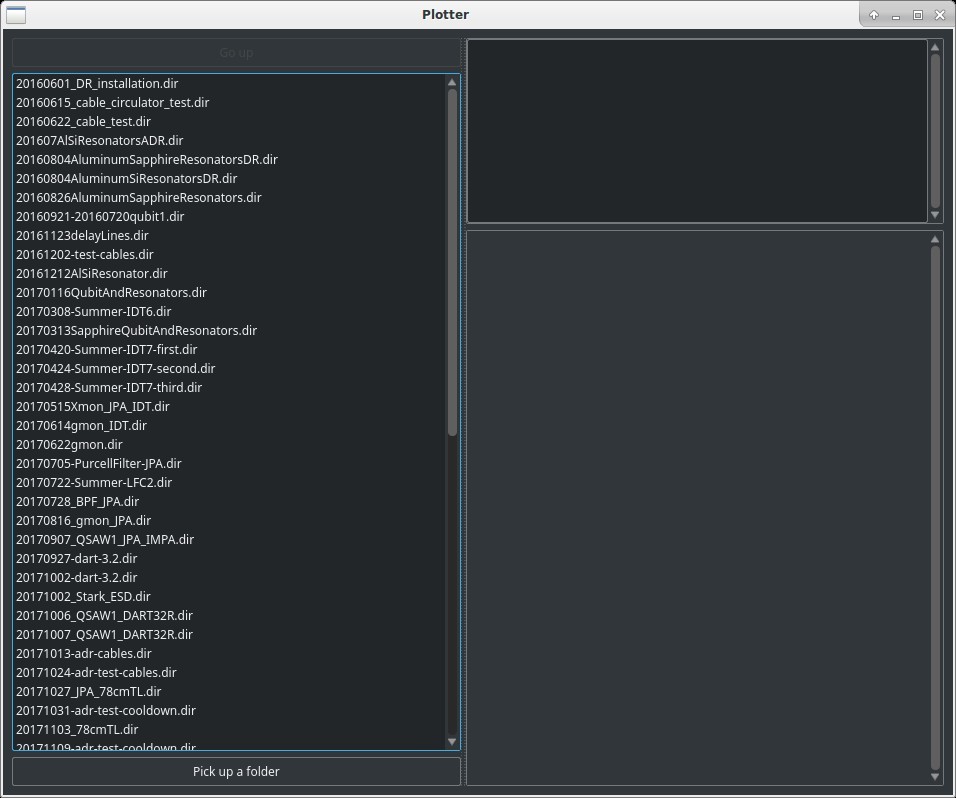 Plotter
Go up
20160601_DR_installation.dir
20160615_cable_circulator_test.dir
20160622_cable_test.dir
201607AlSiResonatorsADR.dir
20160804AluminumSapphireResonatorsDR.dir
20160804AluminumSiResonatorsDR.dir
20160826AluminumSapphireResonators.dir
20160921-20160720qubit1.dir
20161123delayLines.dir
20161202-test-cables.dir
20161212AlSiResonator.dir
20170116QubitAndResonators.dir
20170308-Summer-IDT6.dir
20170313SapphireQubitAndResonators.dir
20170420-Summer-IDT7-first.dir
20170424-Summer-IDT7-second.dir
20170428-Summer-IDT7-third.dir
20170515Xmon_JPA_IDT.dir
20170614gmon_IDT.dir
20170622gmon.dir
20170705-PurcellFilter-JPA.dir
20170722-Summer-LFC2.dir
20170728_BPF_JPA.dir
20170816_gmon_JPA.dir
20170907_QSAW1_JPA_IMPA.dir
20170927-dart-3.2.dir
20171002-dart-3.2.dir
20171002_Stark_ESD.dir
20171006_QSAW1_DART32R.dir
20171007_QSAW1_DART32R.dir
20171013-adr-cables.dir
20171024-adr-test-cables.dir
20171027_JPA_78cmTL.dir
20171031-adr-test-cooldown.dir
20171103_78cmTL.dir
20171109-adr-test-cooldown.dir
Pick up a folder